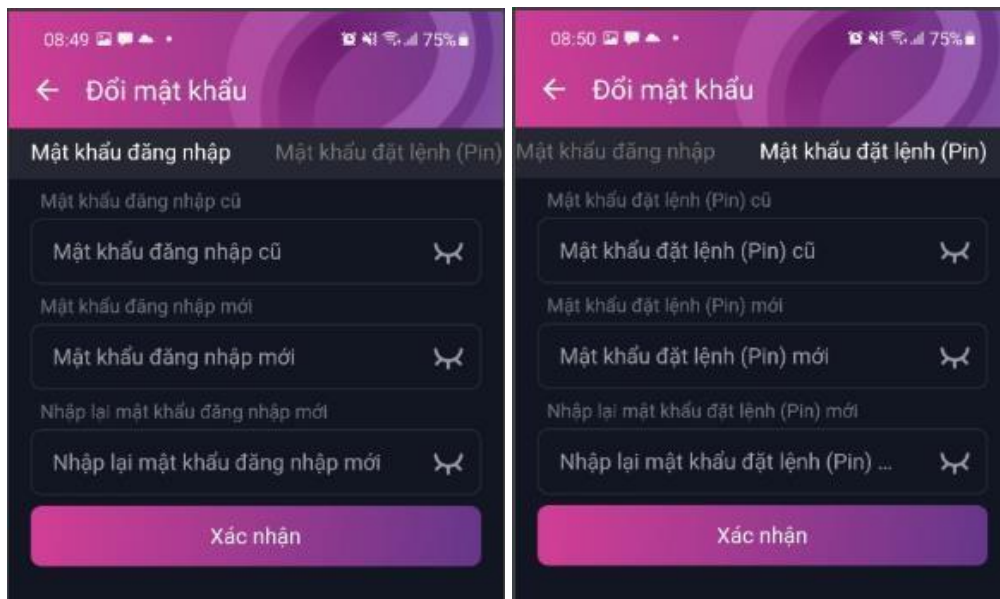 08:49
75%
Đổi mật khẩu
Mật khẩu đăng nhập
Mật khẩu đặt lệnh (Pin)
Mật khẩu đăng nhập cũ
Mật khẩu đăng nhập cũ
Mật khẩu đăng nhập mới
Mật khẩu đăng nhập mới
Nhập lại mật khẩu đăng nhập mới
Nhập lại mật khẩu đăng nhập mới
Xác nhận
08:50
75%
Đổi mật khẩu
Mật khẩu đăng nhập
Mật khẩu đặt lệnh (Pin)
Mật khẩu đặt lệnh (Pin) cũ
Mật khẩu đặt lệnh (Pin) cũ
Mật khẩu đặt lệnh (Pin) mới
Mật khẩu đặt lệnh (Pin) mới
Nhập lại mật khẩu đặt lệnh (Pin) mới
Nhập lại mật khẩu đặt lệnh (Pin) ...
Xác nhận